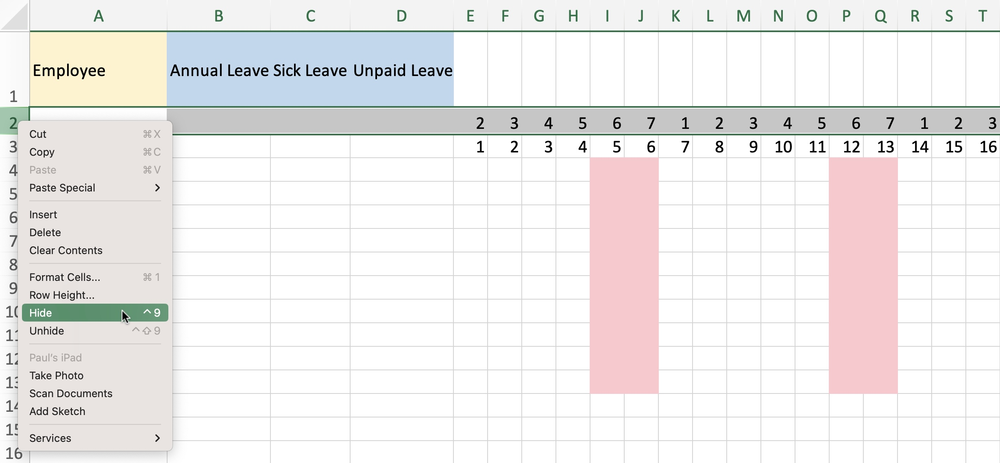 A B C D E F G H I J K L M N O P Q R S T
Employee Annual Leave Sick Leave Unpaid Leave
1
2 2 3 4 5 6 7 1 2 3 4 5 6 7 1 2 3
3 1 2 3 4 5 6 7 8 9 10 11 12 13 14 15 16
4
5
6
7
8
9
10
11
12
13
14
15
16
Cut ⌘X
Copy ⌘C
Paste ⌘V
Paste Special >
Insert
Delete
Clear Contents
Format Cells... ⌘1
Row Height...
Hide ^9
Unhide ^⇧9
Paul’s iPad
Take Photo
Scan Documents
Add Sketch
Services >